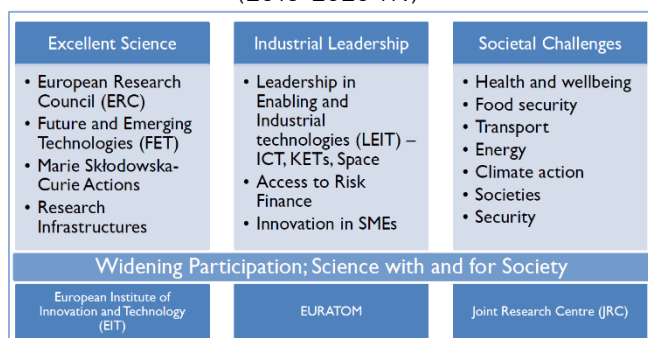 Excellent Science
• European Research
Council (ERC)
• Future and Emerging
Technologies (FET)
• Marie Skłodowska-
Curie Actions
• Research
Infrastructures
Industrial Leadership
• Leadership in
Enabling and
Industrial
technologies (LEIT) –
ICT, KETs, Space
• Access to Risk
Finance
• Innovation in SMEs
Societal Challenges
• Health and wellbeing
• Food security
• Transport
• Energy
• Climate action
• Societies
• Security
Widening Participation; Science with and for Society
European Institute of
Innovation and Technology
(EIT)
EURATOM
Joint Research Centre (JRC)